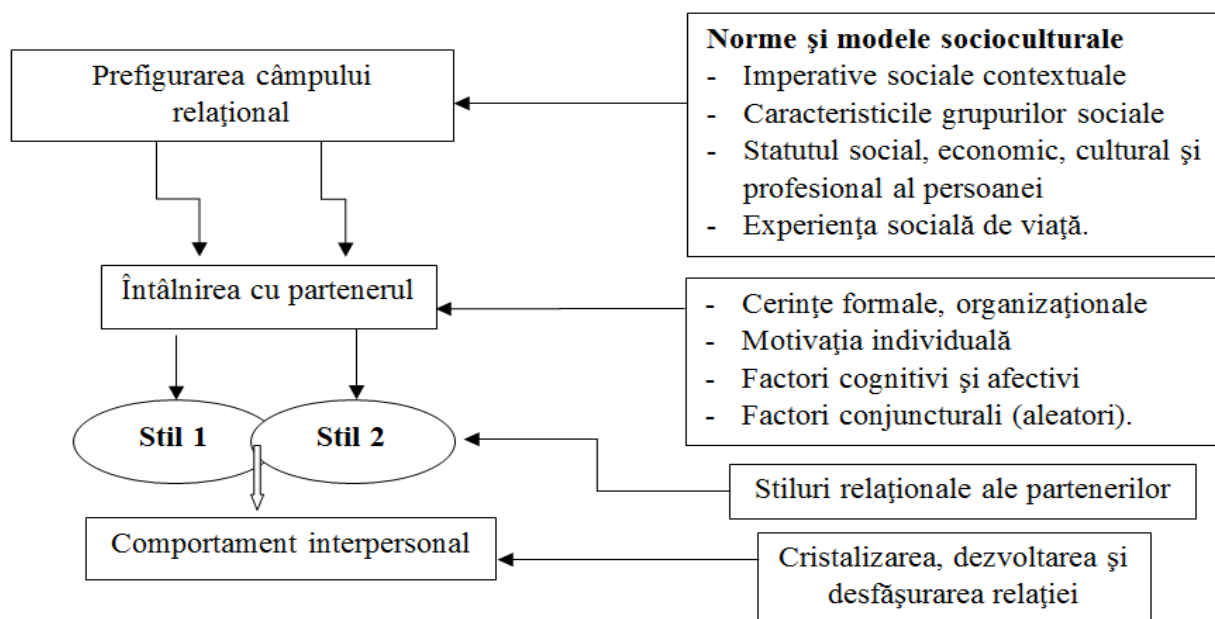 Prefigurarea câmpului
relaţional
Norme şi modele socioculturale
- Imperative sociale contextuale
- Caracteristicile grupurilor sociale
- Statutul social, economic, cultural şi
profesional al persoanei
- Experienţa socială de viaţă.
Întâlnirea cu partenerul
- Cerinţe formale, organizaţionale
- Motivaţia individuală
- Factori cognitivi şi afectivi
- Factori conjuncturali (aleatori).
Stil 1
Stil 2
Stiluri relaţionale ale partenerilor
Comportament interpersonal
Cristalizarea, dezvoltarea şi
desfăşurarea relaţiei